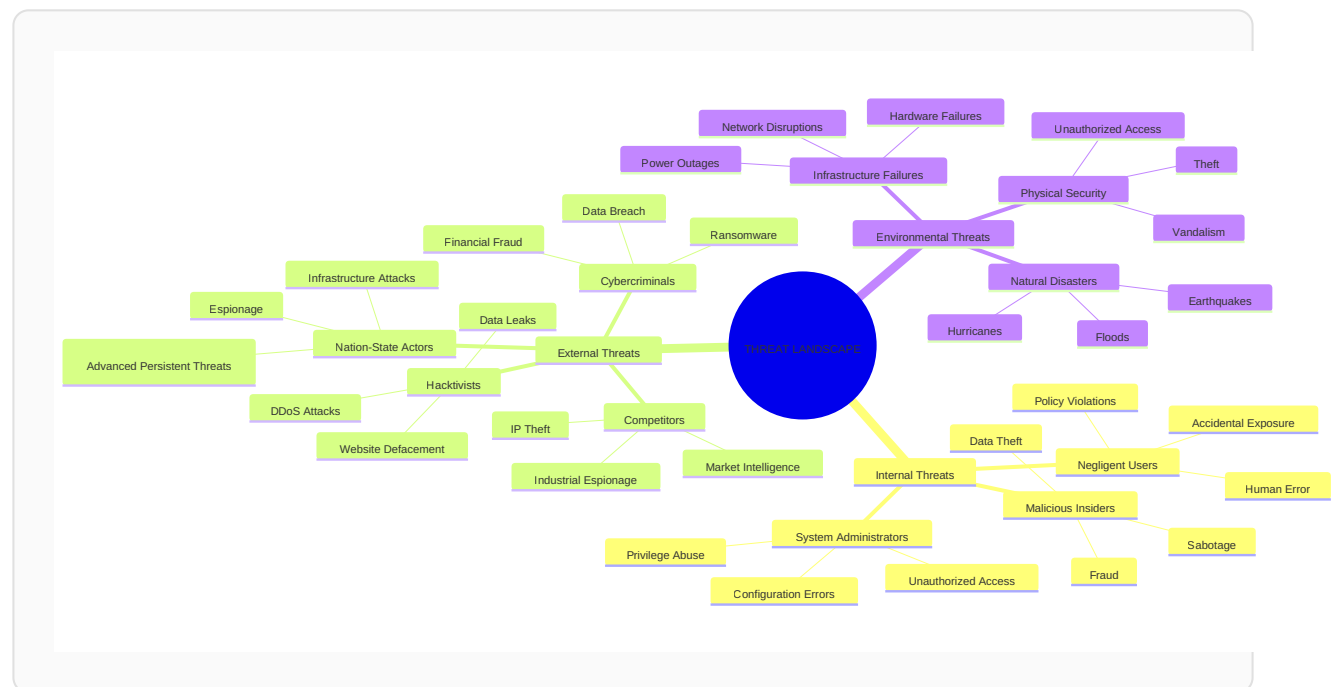 THREAT LANDSCAPE
External Threats
Cybercriminals
Financial Fraud
Data Breach
Ransomware
Nation-State Actors
Infrastructure Attacks
Espionage
Advanced Persistent Threats
Hacktivists
Data Leaks
DDoS Attacks
Website Defacement
Competitors
IP Theft
Industrial Espionage
Market Intelligence
Environmental Threats
Infrastructure Failures
Power Outages
Network Disruptions
Hardware Failures
Physical Security
Unauthorized Access
Theft
Vandalism
Natural Disasters
Hurricanes
Floods
Earthquakes
Internal Threats
Negligent Users
Policy Violations
Accidental Exposure
Human Error
Malicious Insiders
Data Theft
Sabotage
Fraud
System Administrators
Privilege Abuse
Configuration Errors
Unauthorized Access